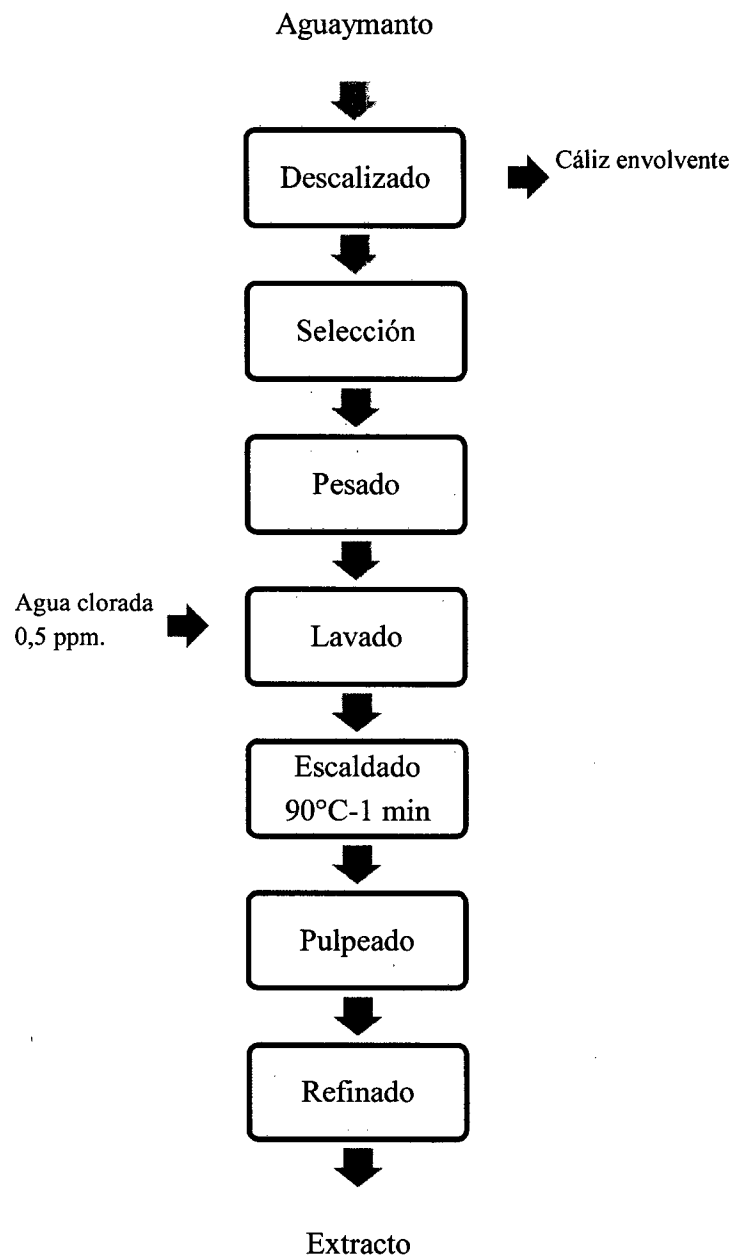 Aguaymanto
Descalizado
Cáliz envolvente
Selección
Pesado
Agua clorada
0,5 ppm.
Lavado
Escaldado
90°C-1 min
Pulpeado
Refinado
Extracto